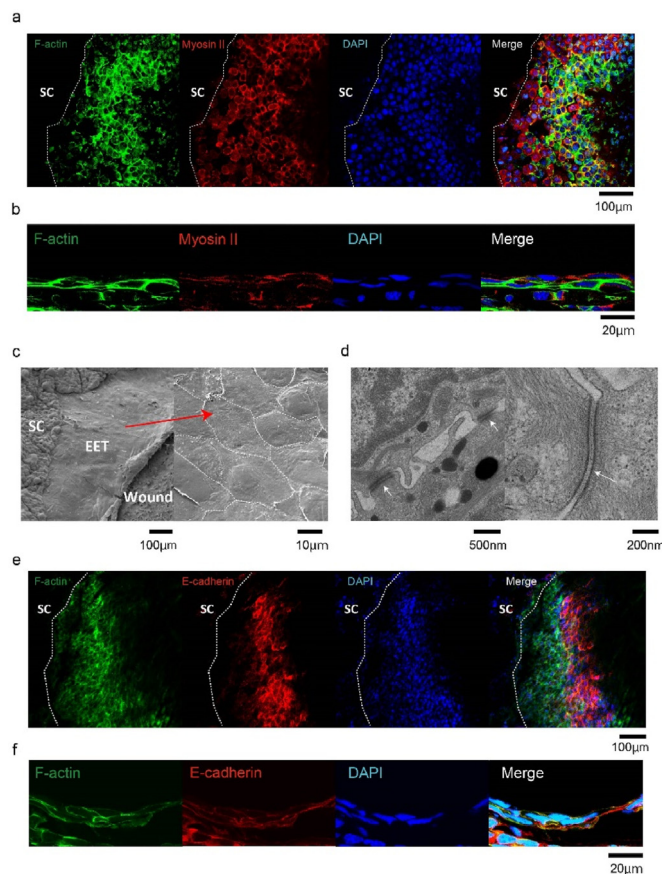 a
F-actin Myosin II DAPI Merge
SC SC SC SC
100μm
b
F-actin Myosin II DAPI Merge
20μm
c d
SC
EET
Wound
100μm 10μm 500nm 200nm
e
F-actin E-cadherin DAPI Merge
SC SC SC SC
100μm
f
F-actin E-cadherin DAPI Merge
20μm